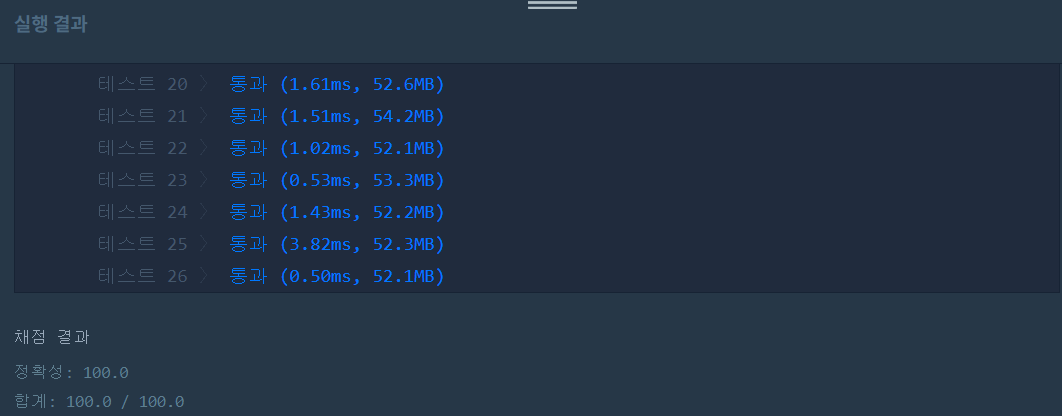 실행 결과
테스트 20 〉 통과 (1.61ms, 52.6MB)
테스트 21 〉 통과 (1.51ms, 54.2MB)
테스트 22 〉 통과 (1.02ms, 52.1MB)
테스트 23 〉 통과 (0.53ms, 53.3MB)
테스트 24 〉 통과 (1.43ms, 52.2MB)
테스트 25 〉 통과 (3.82ms, 52.3MB)
테스트 26 〉 통과 (0.50ms, 52.1MB)
채점 결과
정확성: 100.0
합계: 100.0 / 100.0